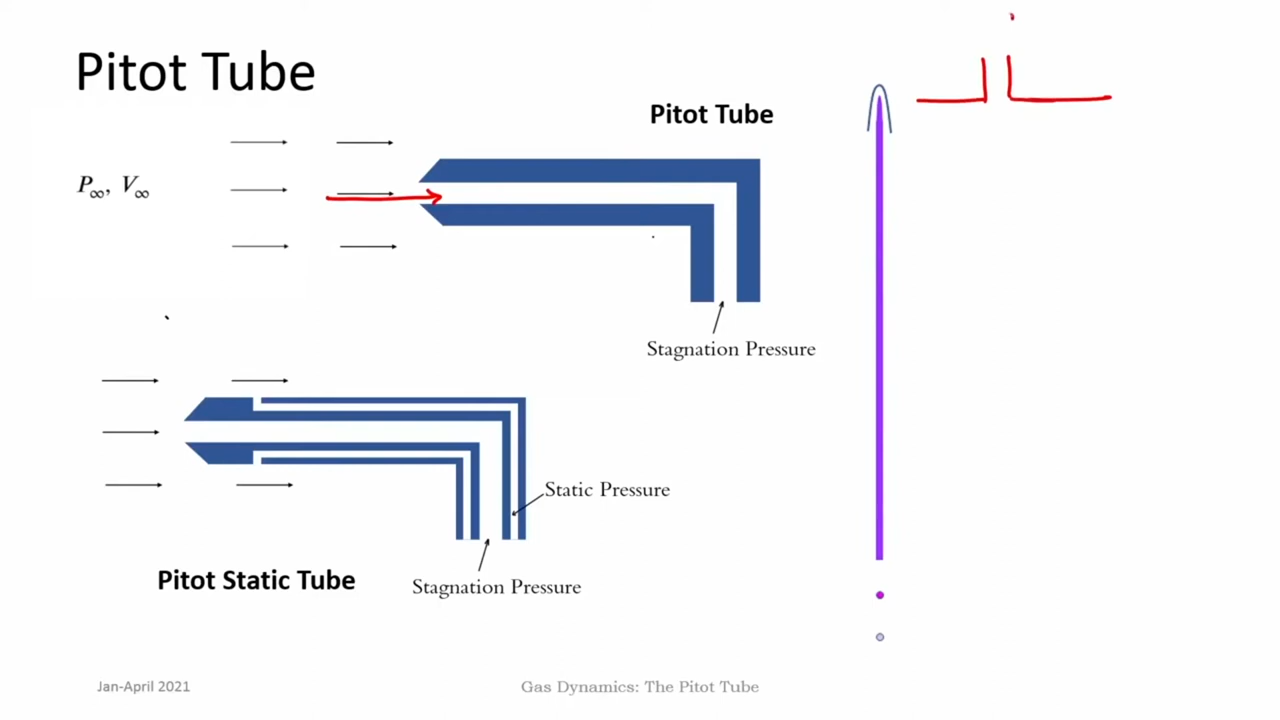 Pitot Tube
Pitot Tube
P∞, V∞
Stagnation Pressure
Static Pressure
Pitot Static Tube
Stagnation Pressure
Jan-April 2021
Gas Dynamics: The Pitot Tube